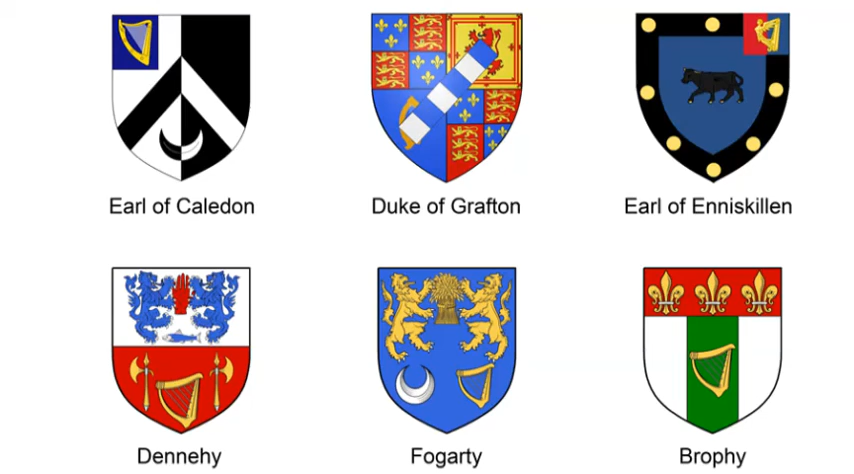 Earl of Caledon
Duke of Grafton
Earl of Enniskillen
Dennehy
Fogarty
Brophy